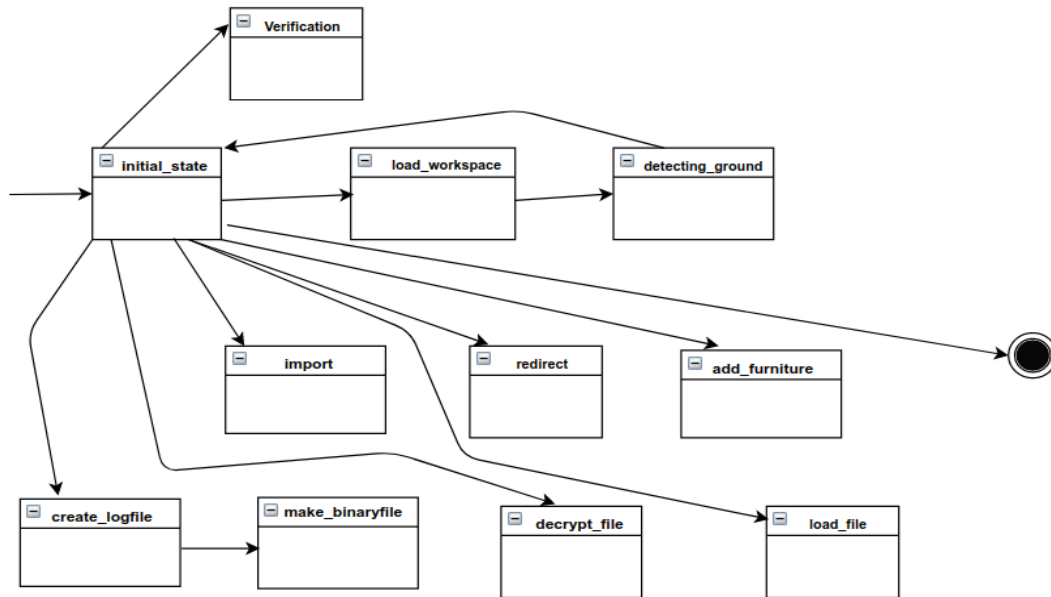 Verification
initial_state
load_workspace
detecting_ground
import
redirect
add_furniture
create_logfile
make_binaryfile
decrypt_file
load_file